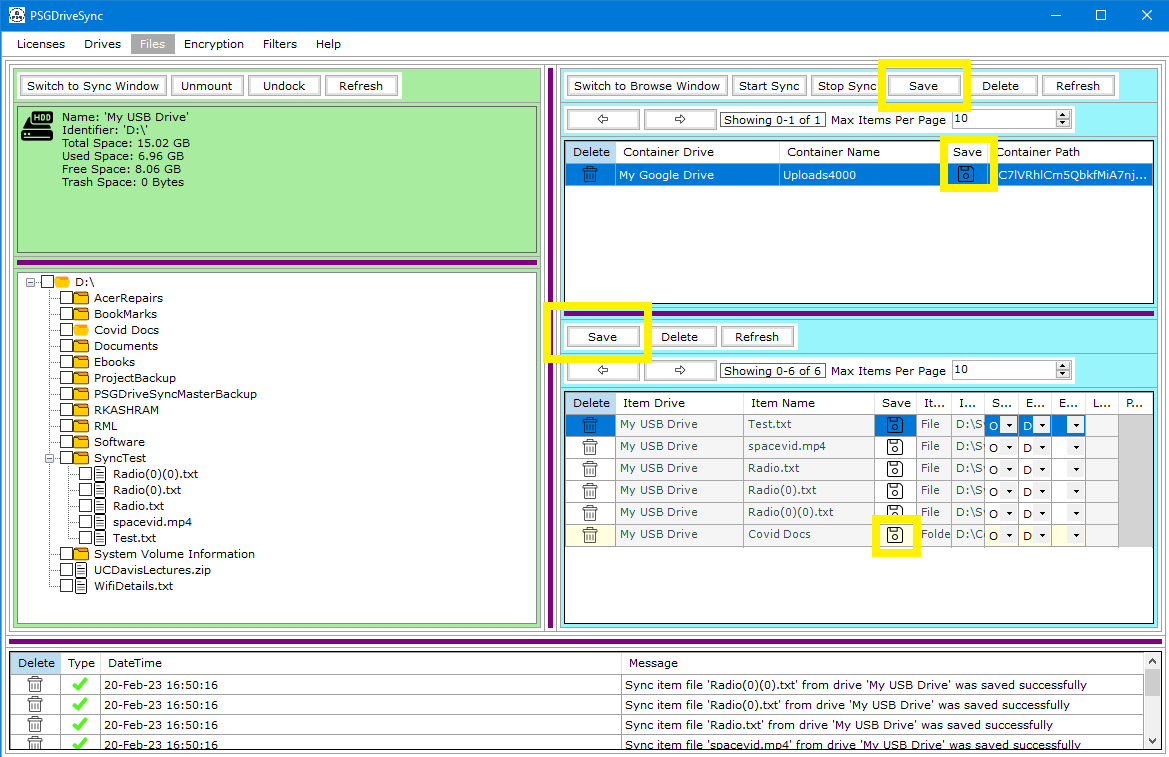 PSGDriveSync
Licenses Drives Files Encryption Filters Help
Switch to Sync Window Unmount Undock Refresh
HDD
Name: 'My USB Drive'
Identifier: 'D:\'
Total Space: 15.02 GB
Used Space: 6.96 GB
Free Space: 8.06 GB
Trash Space: 0 Bytes
D:\
AcerRepairs
BookMarks
Covid Docs
Documents
Ebooks
ProjectBackup
PSGDriveSyncMasterBackup
RKASHRAM
RML
Software
SyncTest
Radio(0)(0).txt
Radio(0).txt
Radio.txt
spacevid.mp4
Test.txt
System Volume Information
UCDavisLectures.zip
WifiDetails.txt
Switch to Browse Window Start Sync Stop Sync Save Delete Refresh
Showing 0-1 of 1 Max Items Per Page 10
Delete Container Drive Container Name Save Container Path
My Google Drive Uploads4000 C7lVRhlCm5QbkfMiA7nj...
Save Delete Refresh
Showing 0-6 of 6 Max Items Per Page 10
Delete Item Drive Item Name Save It... I... S... E... E... L... P...
My USB Drive Test.txt File D:\S O D
My USB Drive spacevid.mp4 File D:\S O D
My USB Drive Radio.txt File D:\S O D
My USB Drive Radio(0).txt File D:\S O D
My USB Drive Radio(0)(0).txt File D:\S O D
My USB Drive Covid Docs Folde D:\C O D
Delete Type DateTime Message
20-Feb-23 16:50:16 Sync item file 'Radio(0)(0).txt' from drive 'My USB Drive' was saved successfully
20-Feb-23 16:50:16 Sync item file 'Radio(0).txt' from drive 'My USB Drive' was saved successfully
20-Feb-23 16:50:16 Sync item file 'Radio.txt' from drive 'My USB Drive' was saved successfully
20-Feb-23 16:50:16 Sync item file 'spacevid.mp4' from drive 'My USB Drive' was saved successfully